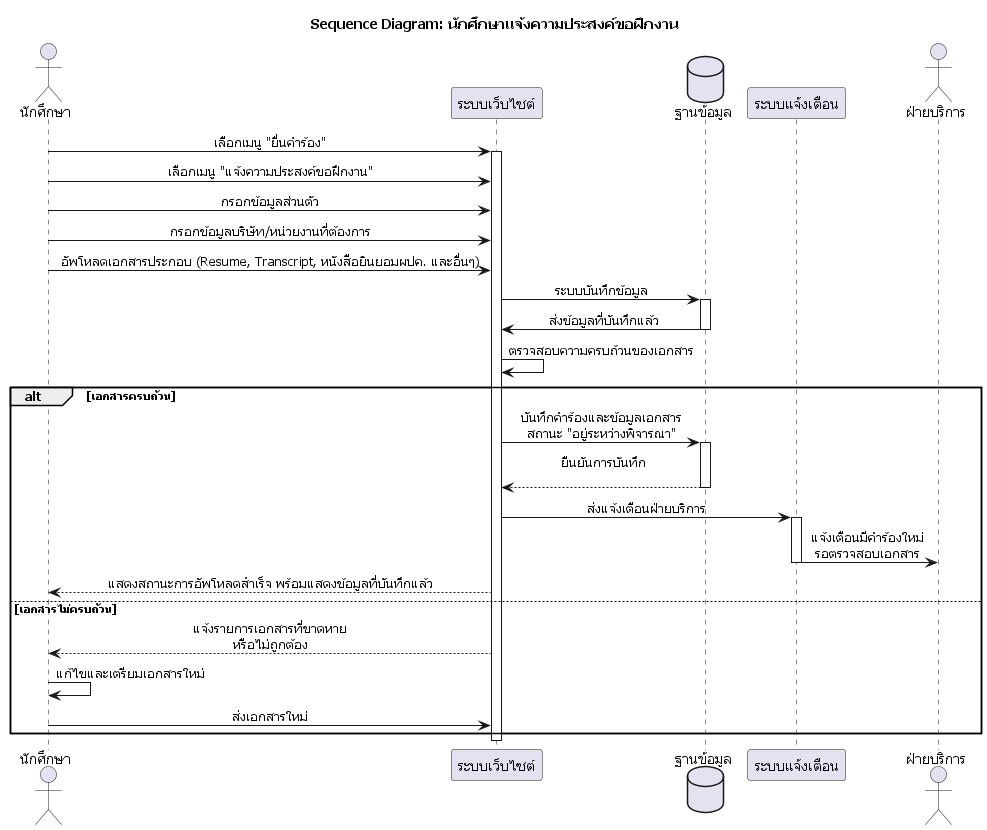 Sequence Diagram: นักศึกษาแจ้งความประสงค์ขอฝึกงาน
นักศึกษา
ระบบเว็บไซต์
ฐานข้อมูล
ระบบแจ้งเตือน
ฝ่ายบริการ
เลือกเมนู "ยื่นคำร้อง"
เลือกเมนู "แจ้งความประสงค์ขอฝึกงาน"
กรอกข้อมูลส่วนตัว
กรอกข้อมูลบริษัท/หน่วยงานที่ต้องการ
อัพโหลดเอกสารประกอบ (Resume, Transcript, หนังสือยินยอมผปค. และอื่นๆ)
ระบบบันทึกข้อมูล
ส่งข้อมูลที่บันทึกแล้ว
ตรวจสอบความครบถ้วนของเอกสาร
alt [เอกสารครบถ้วน]
บันทึกคำร้องและข้อมูลเอกสาร
สถานะ "อยู่ระหว่างพิจารณา"
ยืนยันการบันทึก
ส่งแจ้งเตือนฝ่ายบริการ
แจ้งเตือนมีคำร้องใหม่
รอตรวจสอบเอกสาร
แสดงสถานะการอัพโหลดสำเร็จ พร้อมแสดงข้อมูลที่บันทึกแล้ว
[เอกสารไม่ครบถ้วน]
แจ้งรายการเอกสารที่ขาดหาย
หรือไม่ถูกต้อง
แก้ไขและเตรียมเอกสารใหม่
ส่งเอกสารใหม่
นักศึกษา
ระบบเว็บไซต์
ฐานข้อมูล
ระบบแจ้งเตือน
ฝ่ายบริการ